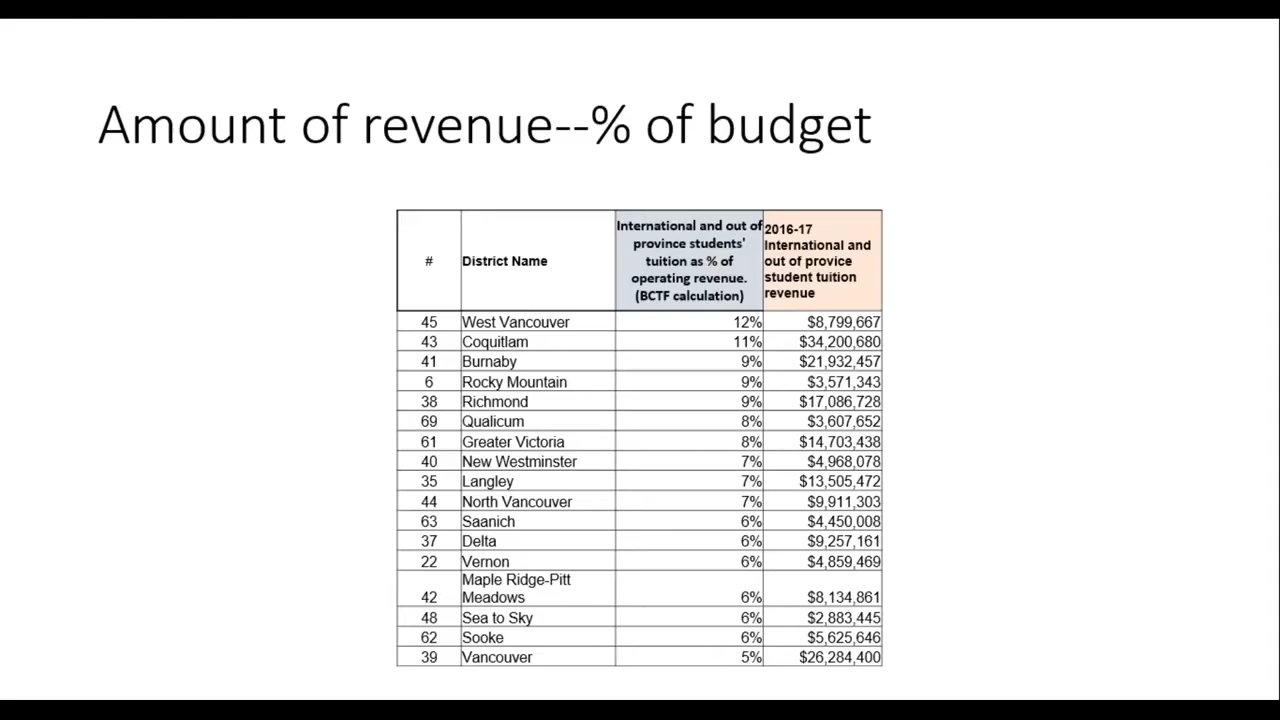 Amount of revenue--% of budget
# District Name International and out of province students' tuition as % of operating revenue. (BCTF calculation) 2016-17 International and out of provice student tuition revenue
45 West Vancouver 12% $8,799,667
43 Coquitlam 11% $34,200,680
41 Burnaby 9% $21,932,457
6 Rocky Mountain 9% $3,571,343
38 Richmond 9% $17,086,728
69 Qualicum 8% $3,607,652
61 Greater Victoria 8% $14,703,438
40 New Westminster 7% $4,968,078
35 Langley 7% $13,505,472
44 North Vancouver 7% $9,911,303
63 Saanich 6% $4,450,008
37 Delta 6% $9,257,161
22 Vernon 6% $4,859,469
42 Maple Ridge-Pitt Meadows 6% $8,134,861
48 Sea to Sky 6% $2,883,445
62 Sooke 6% $5,625,646
39 Vancouver 5% $26,284,400